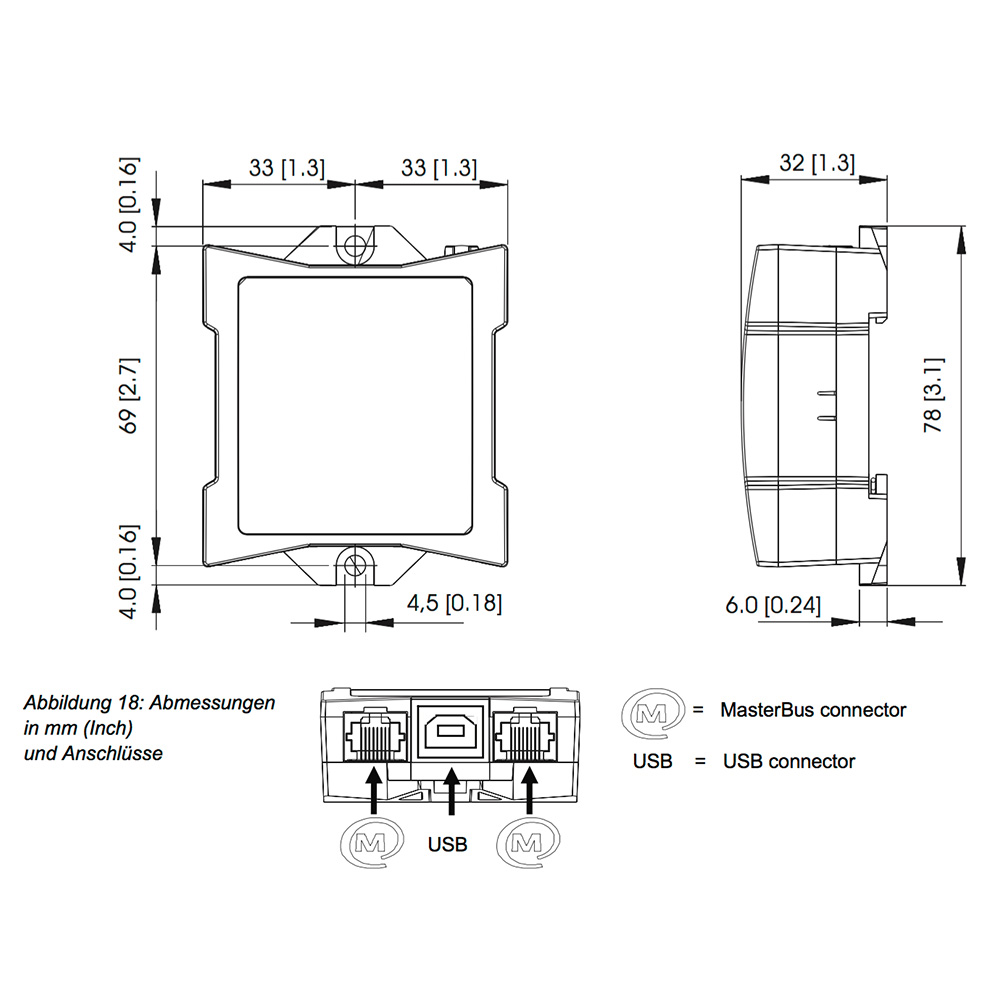 33 [1.3]
33 [1.3]
32 [1.3]
4.0 [0.16]
69 [2.7]
78 [3.1]
4.0 [0.16]
4,5 [0.18]
6.0 [0.24]
Abbildung 18: Abmessungen
in mm (Inch)
und Anschlüsse
M = MasterBus connector
USB = USB connector
M USB M